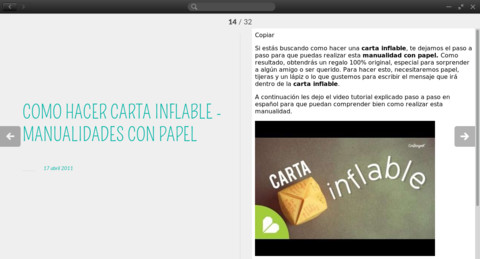 14 / 32
COMO HACER CARTA INFLABLE -
MANUALIDADES CON PAPEL
17 abril 2011
Copiar
Si estás buscando como hacer una carta inflable, te dejamos el paso a
paso para que puedas realizar esta manualidad con papel. Como
resultado, obtendrás un regalo 100% original, especial para sorprender
a algún amigo o ser querido. Para hacer esto, necesitaremos papel,
tijeras y un lápiz o lo que gustemos para escribir el mensaje que irá
dentro de la carta inflable.
A continuación les dejo el video tutorial explicado paso a paso en
español para que puedan comprender bien como realizar esta
manualidad.
CARTA
inflable